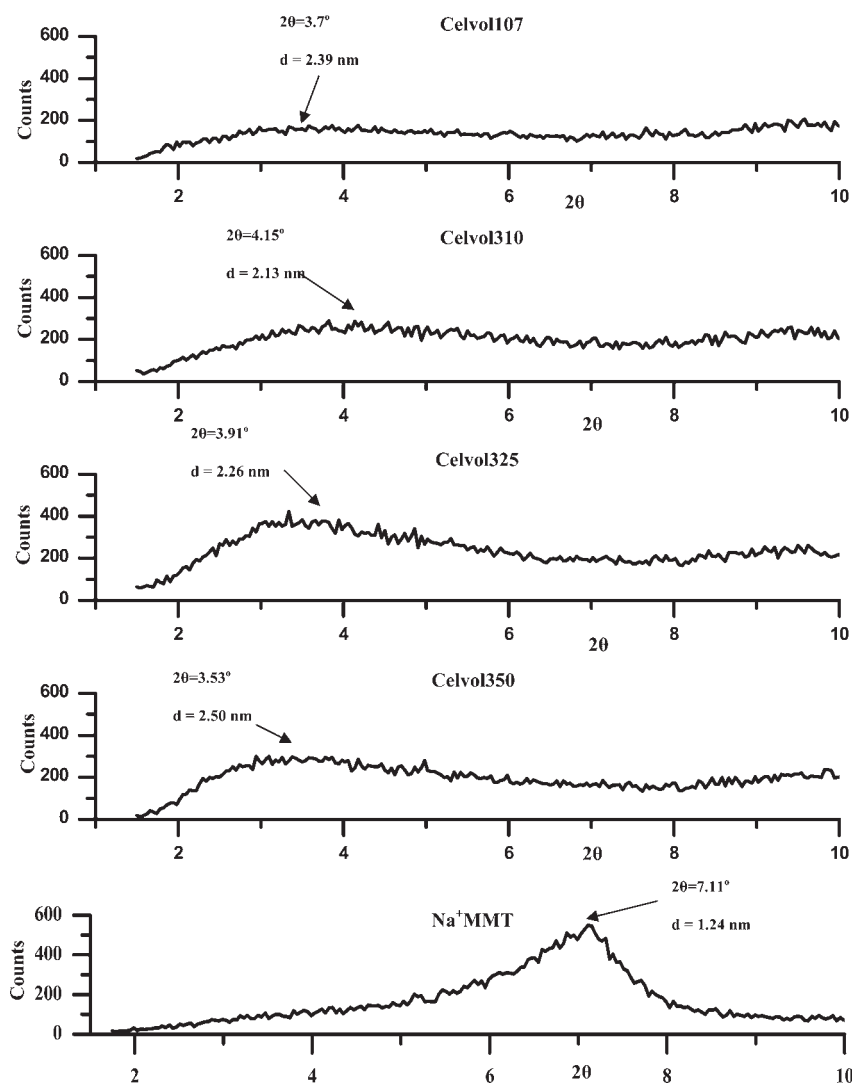 2θ=3.7°
Celvol107
d = 2.39 nm
600
400
200
0
Counts
2 4 6 8 10
2θ
2θ=4.15°
Celvol310
d = 2.13 nm
600
400
200
0
Counts
2 4 6 8 10
2θ
2θ=3.91°
Celvol325
d = 2.26 nm
600
400
200
0
Counts
2 4 6 8 10
2θ
2θ=3.53°
Celvol350
d = 2.50 nm
600
400
200
0
Counts
2 4 6 8 10
2θ
2θ=7.11°
Na⁺MMT
d = 1.24 nm
600
400
200
0
Counts
2 4 6 8 10
2θ